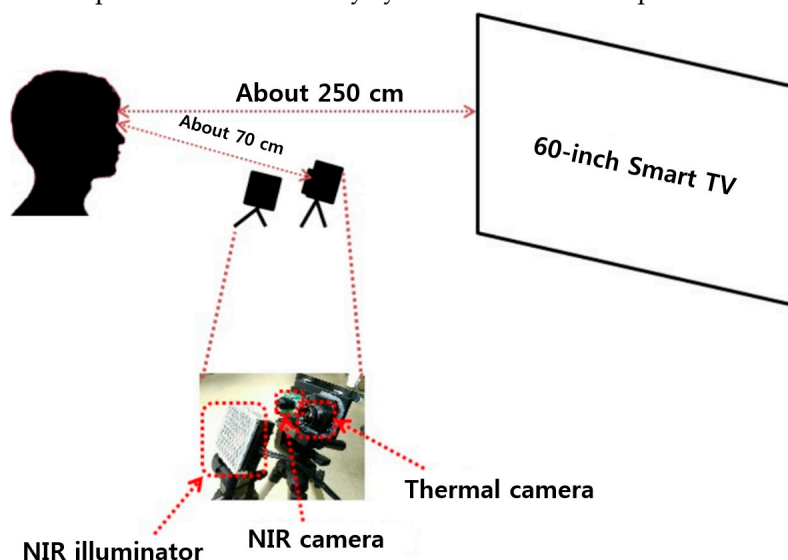 About 250 cm
About 70 cm
60-inch Smart TV
Thermal camera
NIR camera
NIR illuminator